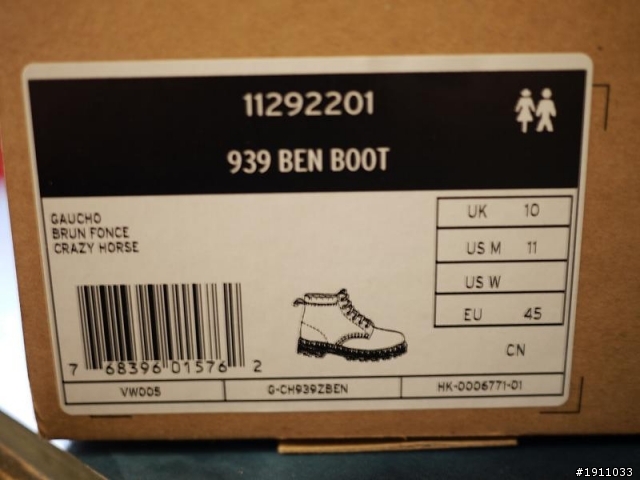 11292201
939 BEN BOOT
GAUCHO
BRUN FONCE
CRAZY HORSE
UK 10
US M 11
US W
EU 45
CN
7 68396 01576 2
VW005
G-CH939ZBEN
HK-0006771-01
#1911033